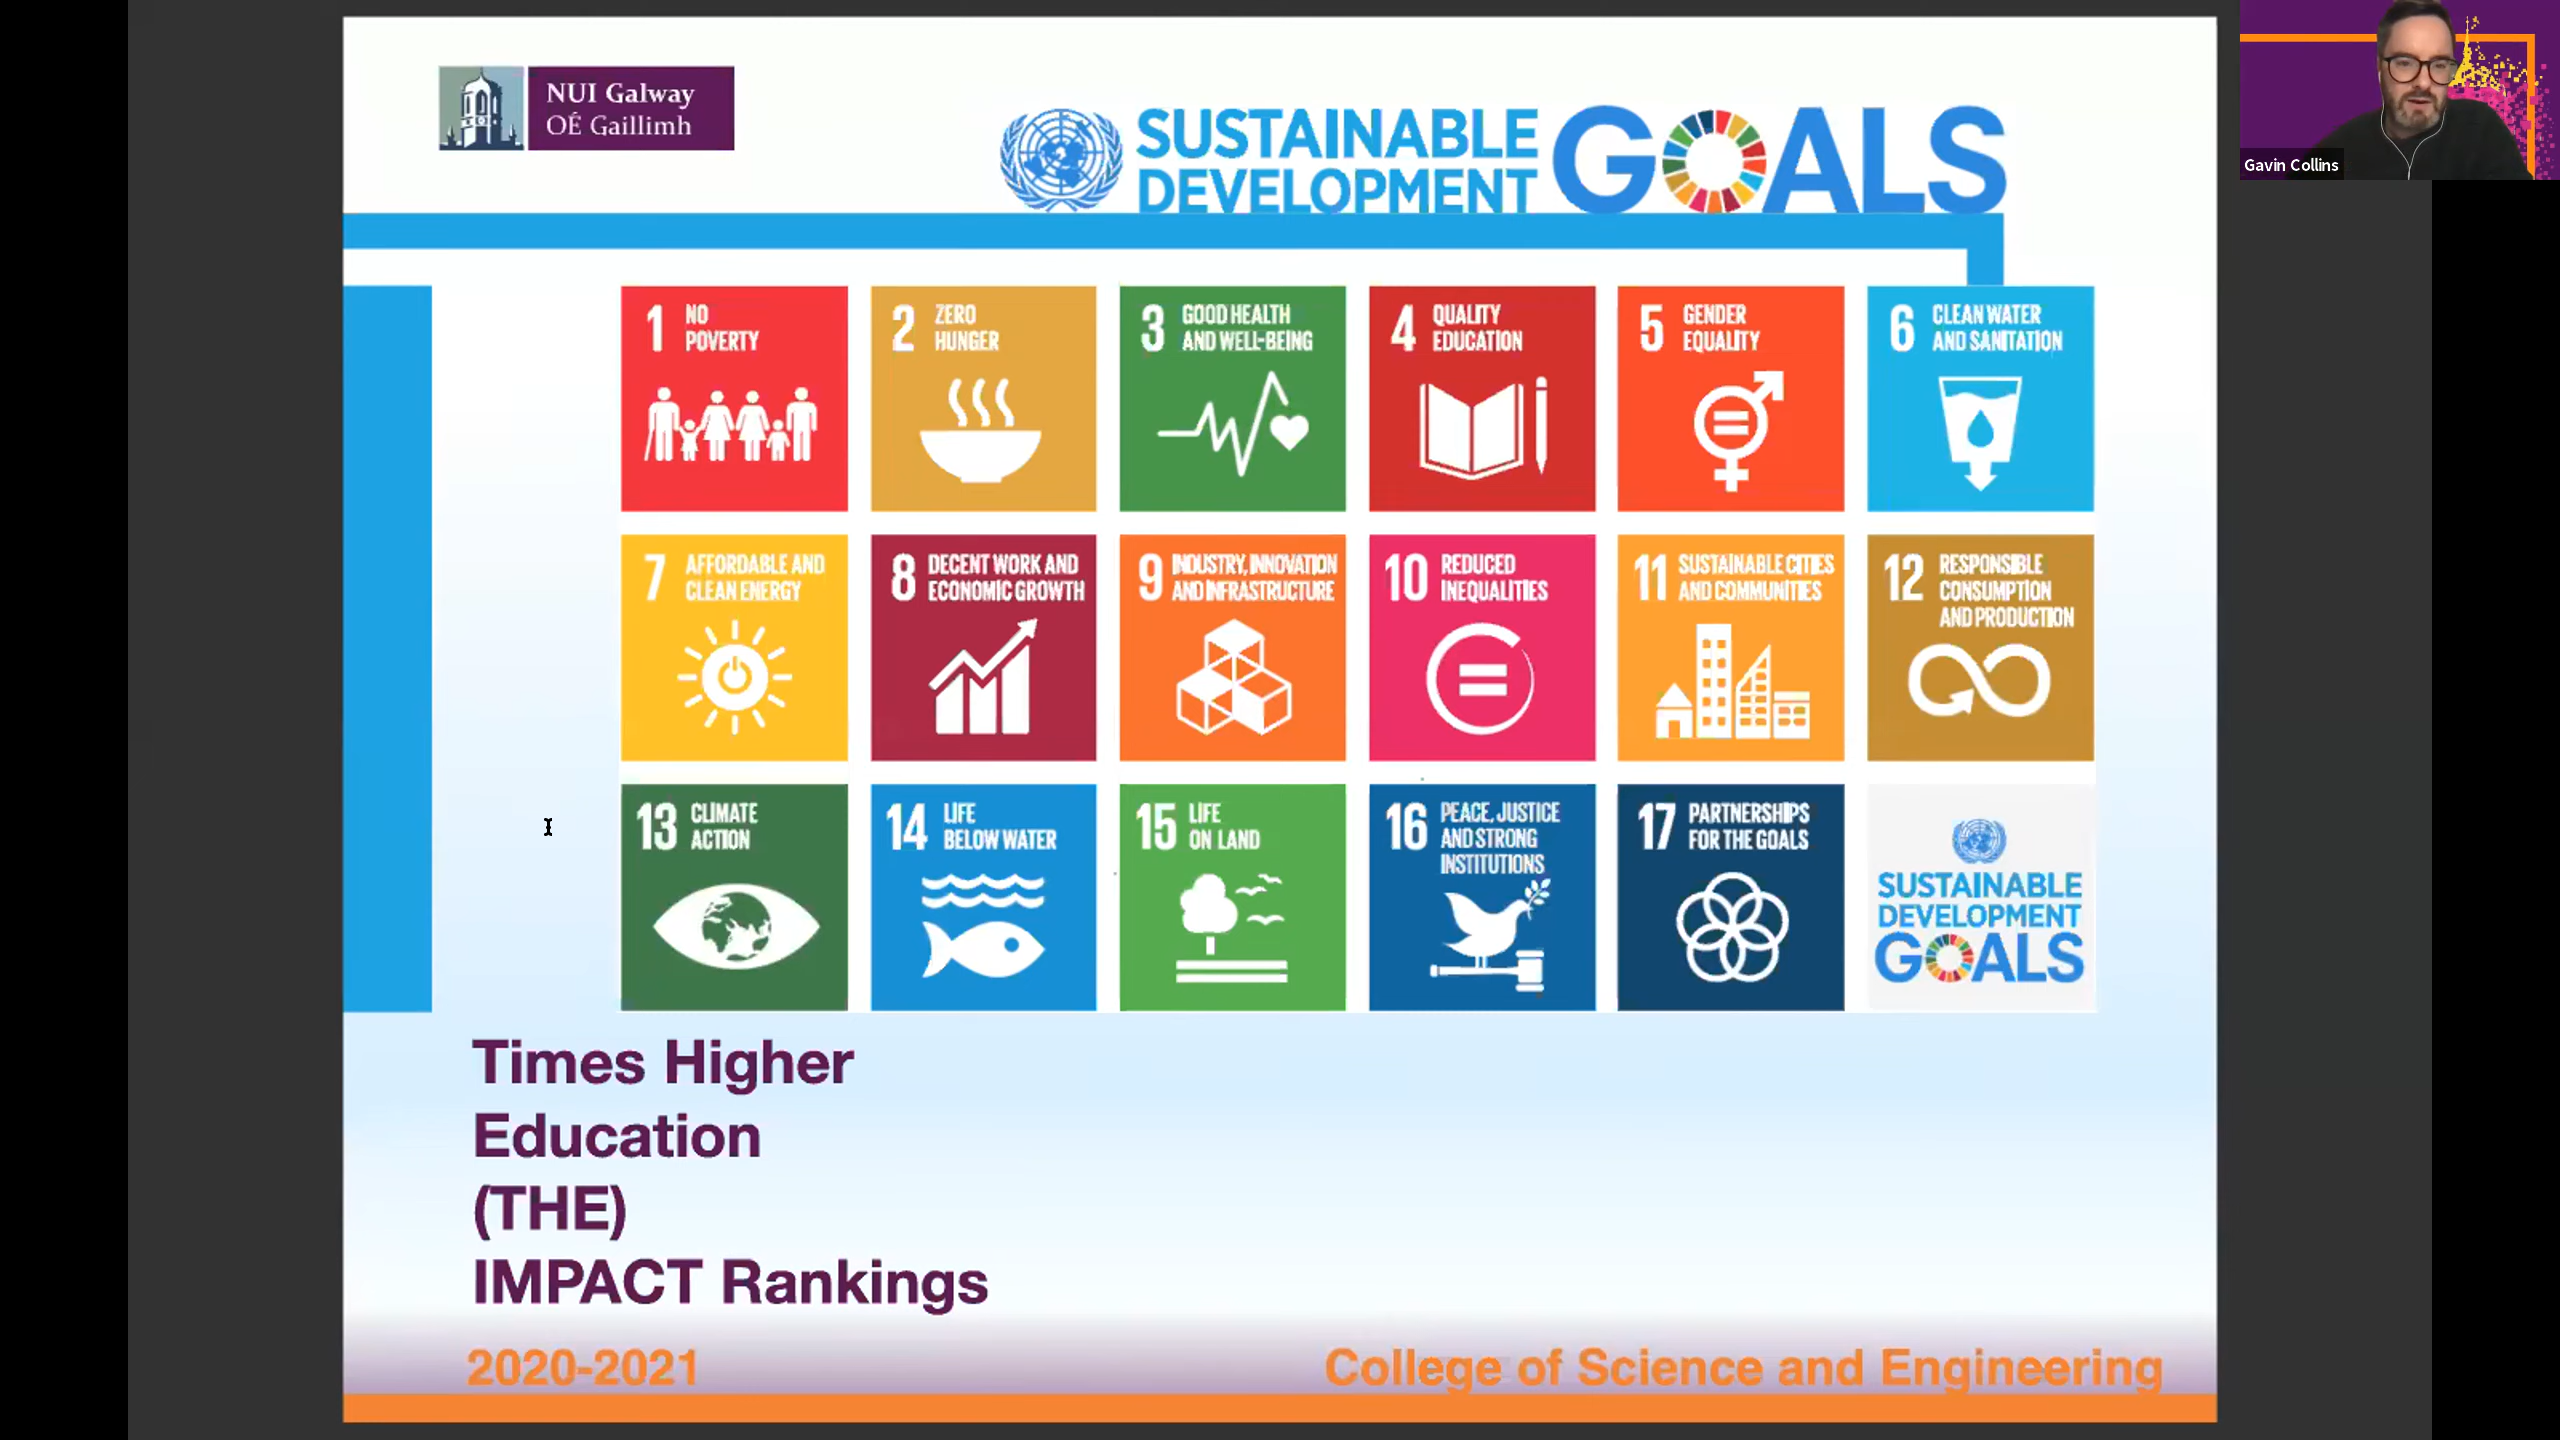 NUI Galway
OÉ Gaillimh
SUSTAINABLE
DEVELOPMENT
GOALS
Gavin Collins
1 NO
POVERTY
2 ZERO
HUNGER
3 GOOD HEALTH
AND WELL-BEING
4 QUALITY
EDUCATION
5 GENDER
EQUALITY
6 CLEAN WATER
AND SANITATION
7 AFFORDABLE AND
CLEAN ENERGY
8 DECENT WORK AND
ECONOMIC GROWTH
9 INDUSTRY, INNOVATION
AND INFRASTRUCTURE
10 REDUCED
INEQUALITIES
11 SUSTAINABLE CITIES
AND COMMUNITIES
12 RESPONSIBLE
CONSUMPTION
AND PRODUCTION
13 CLIMATE
ACTION
14 LIFE
BELOW WATER
15 LIFE
ON LAND
16 PEACE, JUSTICE
AND STRONG
INSTITUTIONS
17 PARTNERSHIPS
FOR THE GOALS
SUSTAINABLE
DEVELOPMENT
GOALS
Times Higher
Education
(THE)
IMPACT Rankings
2020-2021
College of Science and Engineering